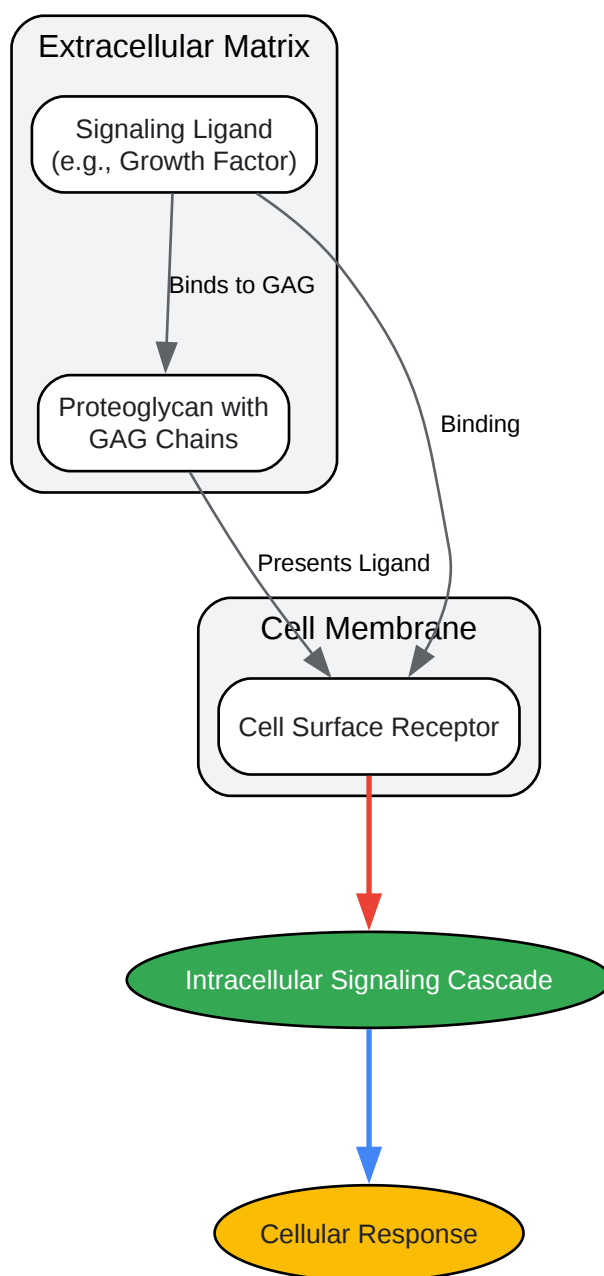 Extracellular Matrix
Signaling Ligand
(e.g., Growth Factor)
Binds to GAG
Proteoglycan with
GAG Chains
Binding
Presents Ligand
Cell Membrane
Cell Surface Receptor
Intracellular Signaling Cascade
Cellular Response